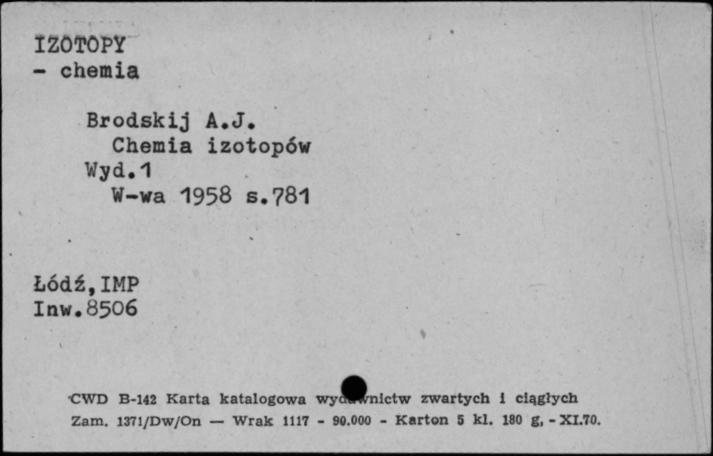 IZOTOPY
- chemia
Brodskij A.J.
Chemia izotopów
Wyd.1
W-wa 1958 s.781
Łódź,IMP
Inw.8506
CWD B-142 Karta katalogowa wydawnictw zwartych i ciągłych
Zam. 1371/Dw/On — Wrak 1117 - 90.000 - Karton 5 kl. 180 g, - XI.70.